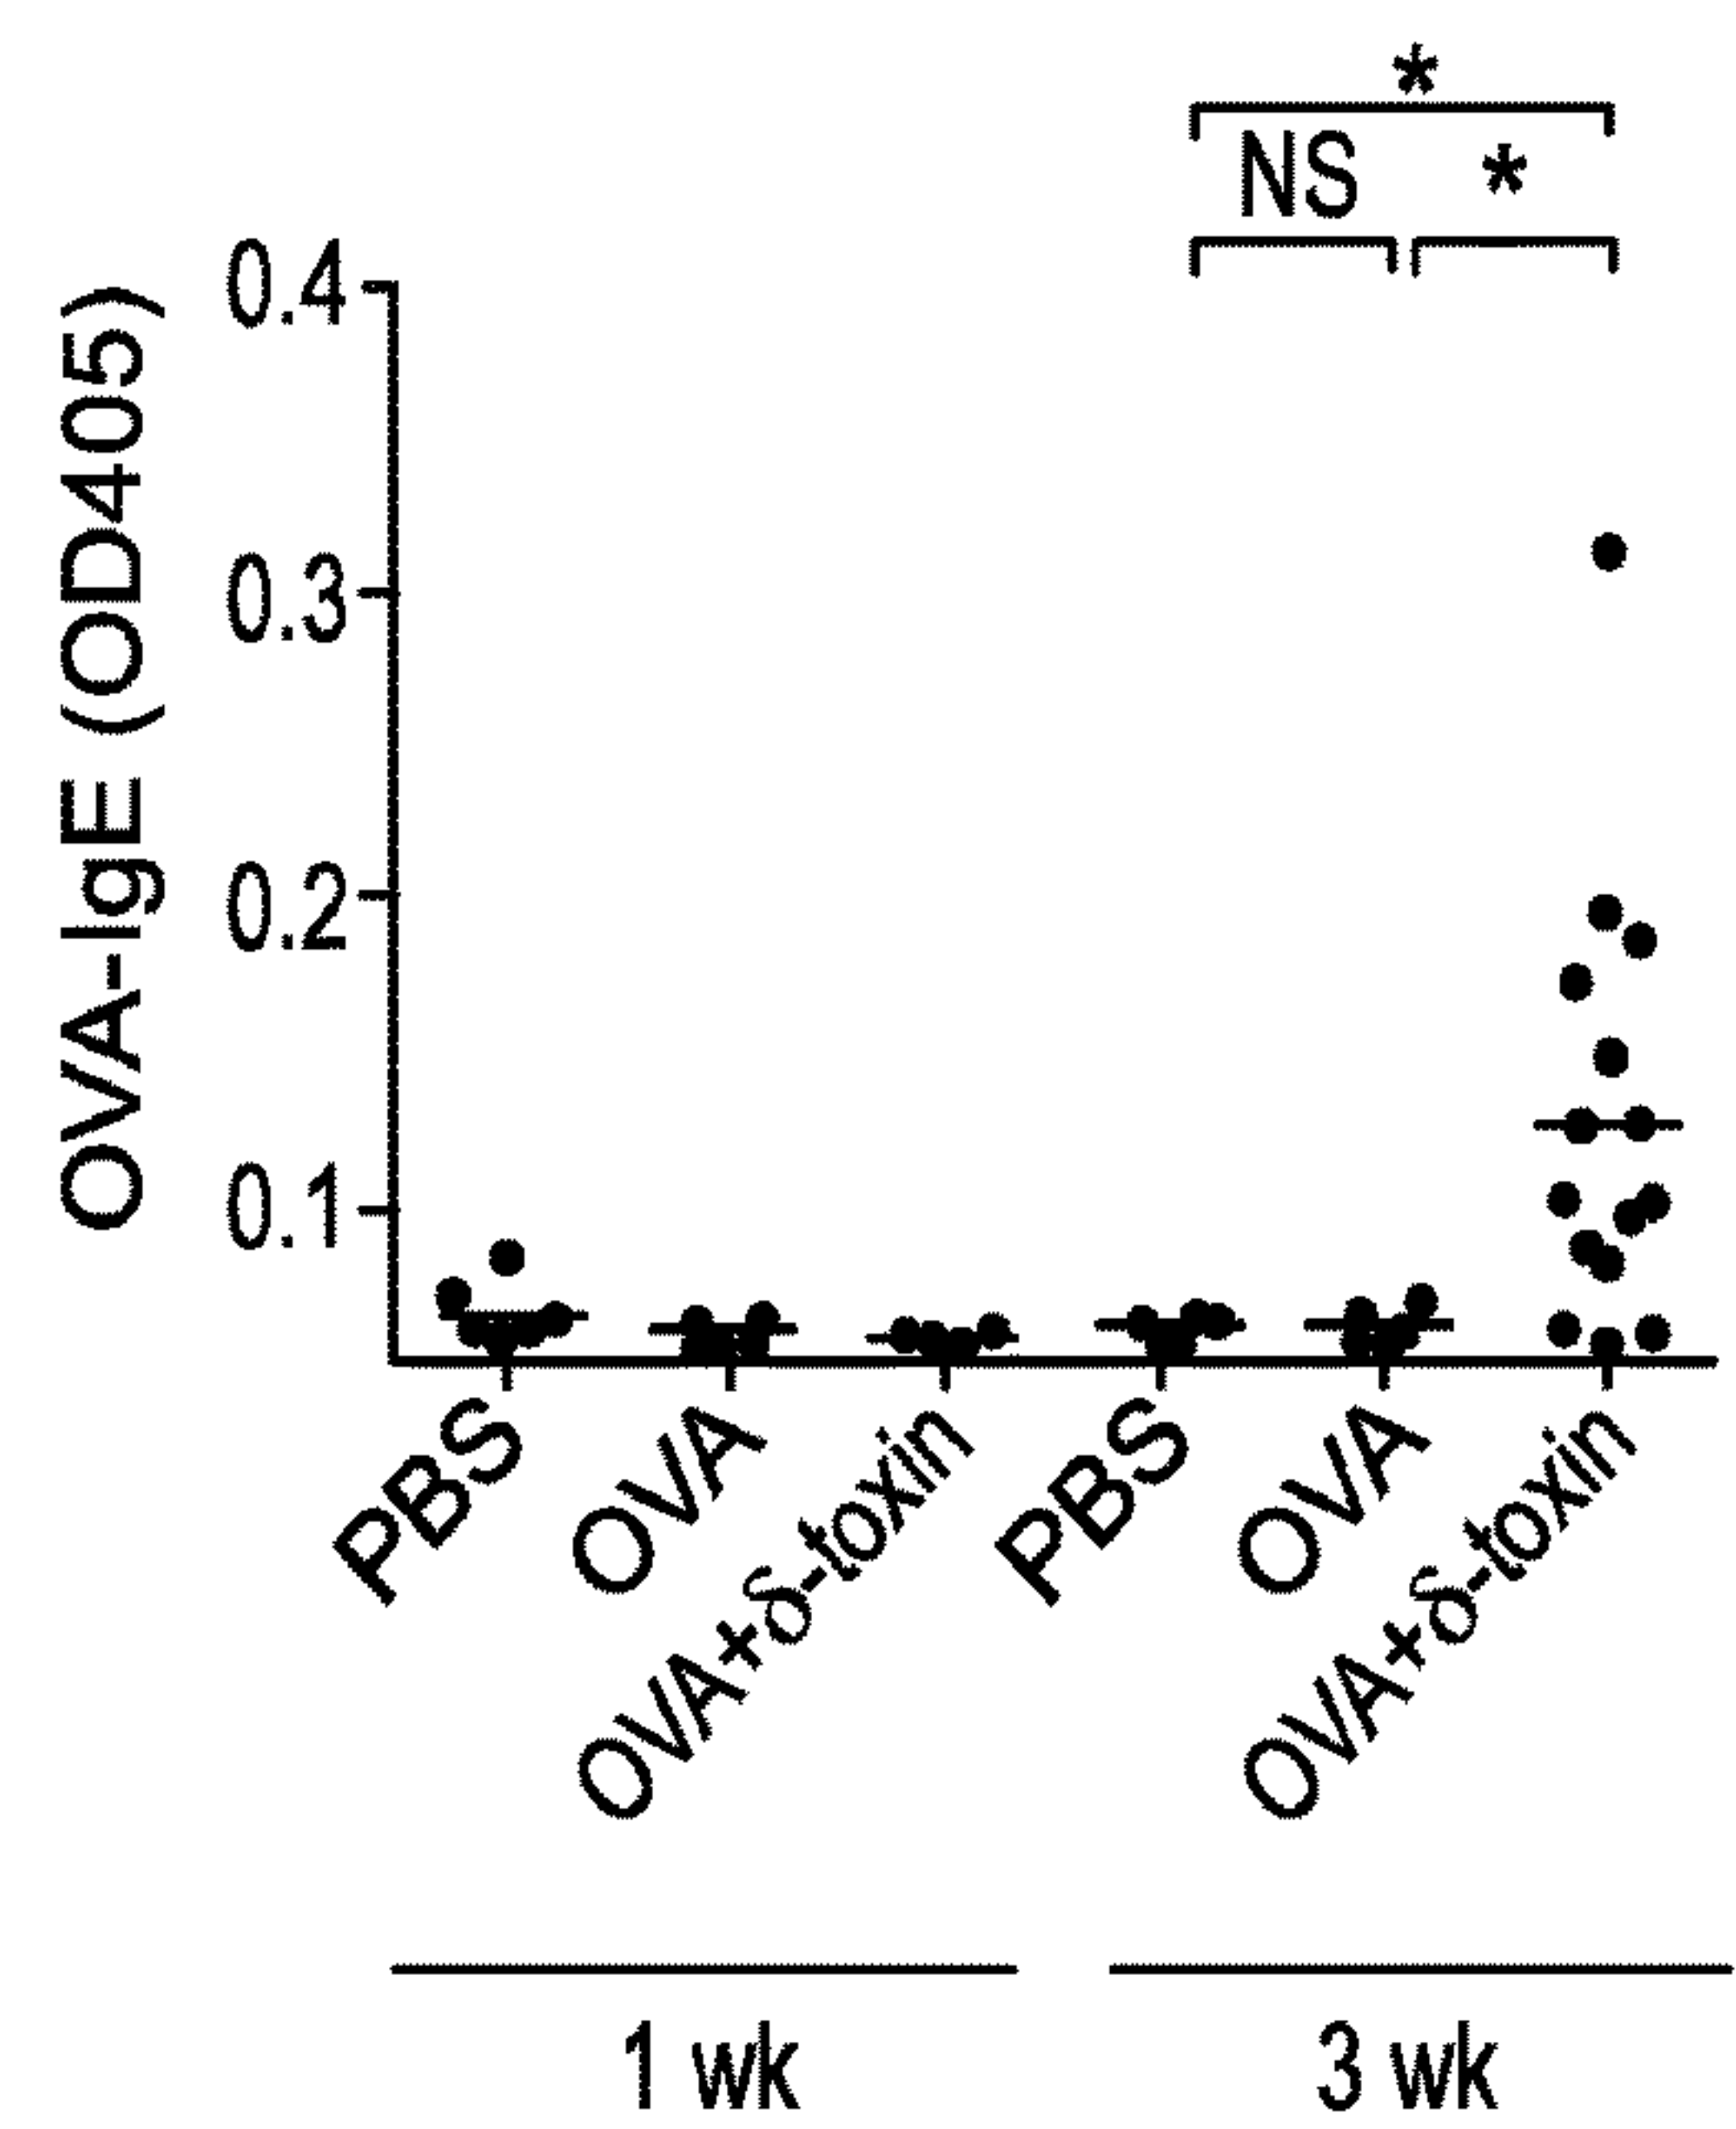 *
NS *
OVA-IgE (OD405)
0.4
0.3
0.2
0.1
PBS
OVA
OVA+δ-toxin
PBS
OVA
OVA+δ-toxin
1 wk
3 wk